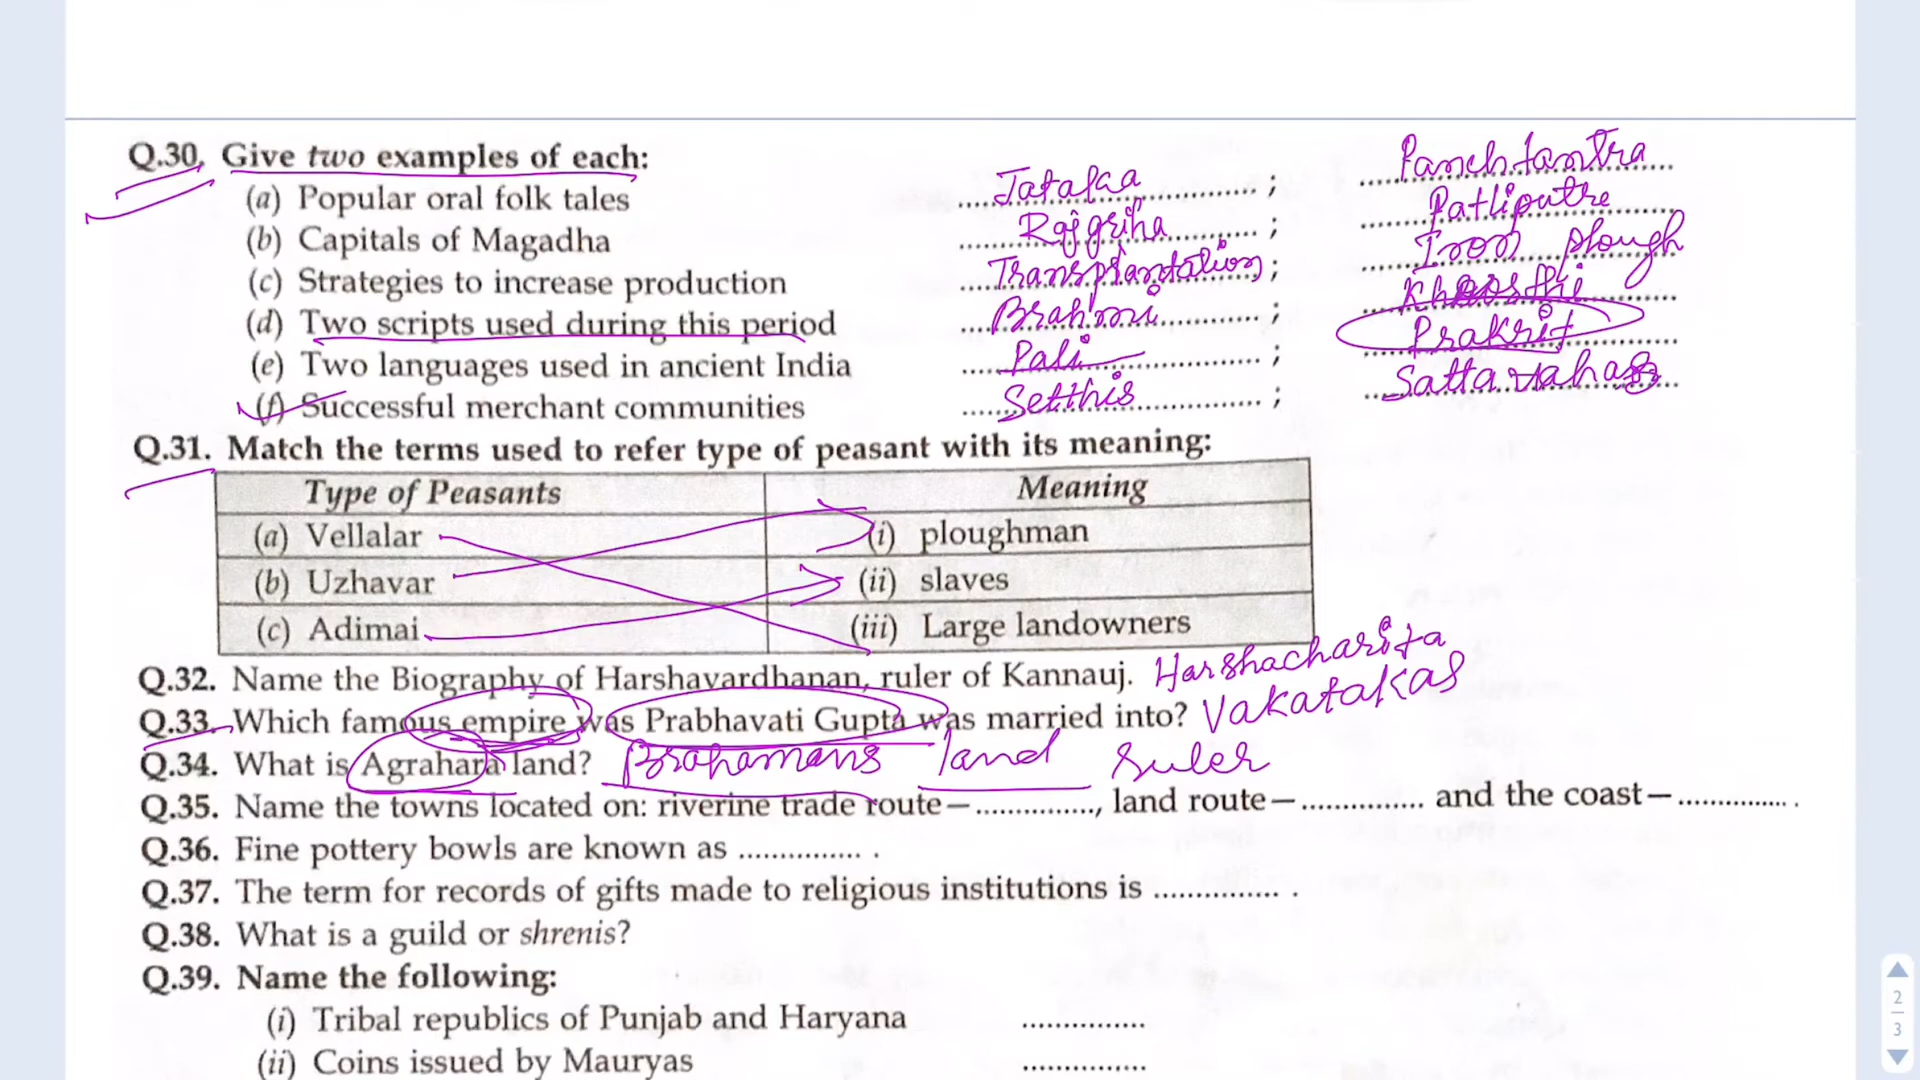 Q.30. Give two examples of each:
(a) Popular oral folk tales Jataka ; Panchtantra
(b) Capitals of Magadha Rajgriha ; Patliputra
(c) Strategies to increase production Transplantation ; Iron plough
(d) Two scripts used during this period Brahmi ; Kharosthi
(e) Two languages used in ancient India Pali ; Prakrit
(f) Successful merchant communities Setthis ; Sattavahas
Q.31. Match the terms used to refer type of peasant with its meaning:
Type of Peasants Meaning
(a) Vellalar (i) ploughman
(b) Uzhavar (ii) slaves
(c) Adimai (iii) Large landowners
Q.32. Name the Biography of Harshavardhanan, ruler of Kannauj. Harshacharita
Q.33. Which famous empire was Prabhavati Gupta was married into? Vakatakas
Q.34. What is Agrahara land? Brahamans land ruler
Q.35. Name the towns located on: riverine trade route— .............., land route— ............... and the coast— ............... .
Q.36. Fine pottery bowls are known as ............... .
Q.37. The term for records of gifts made to religious institutions is ............... .
Q.38. What is a guild or shrenis?
Q.39. Name the following:
(i) Tribal republics of Punjab and Haryana ...............
(ii) Coins issued by Mauryas ...............
2
3